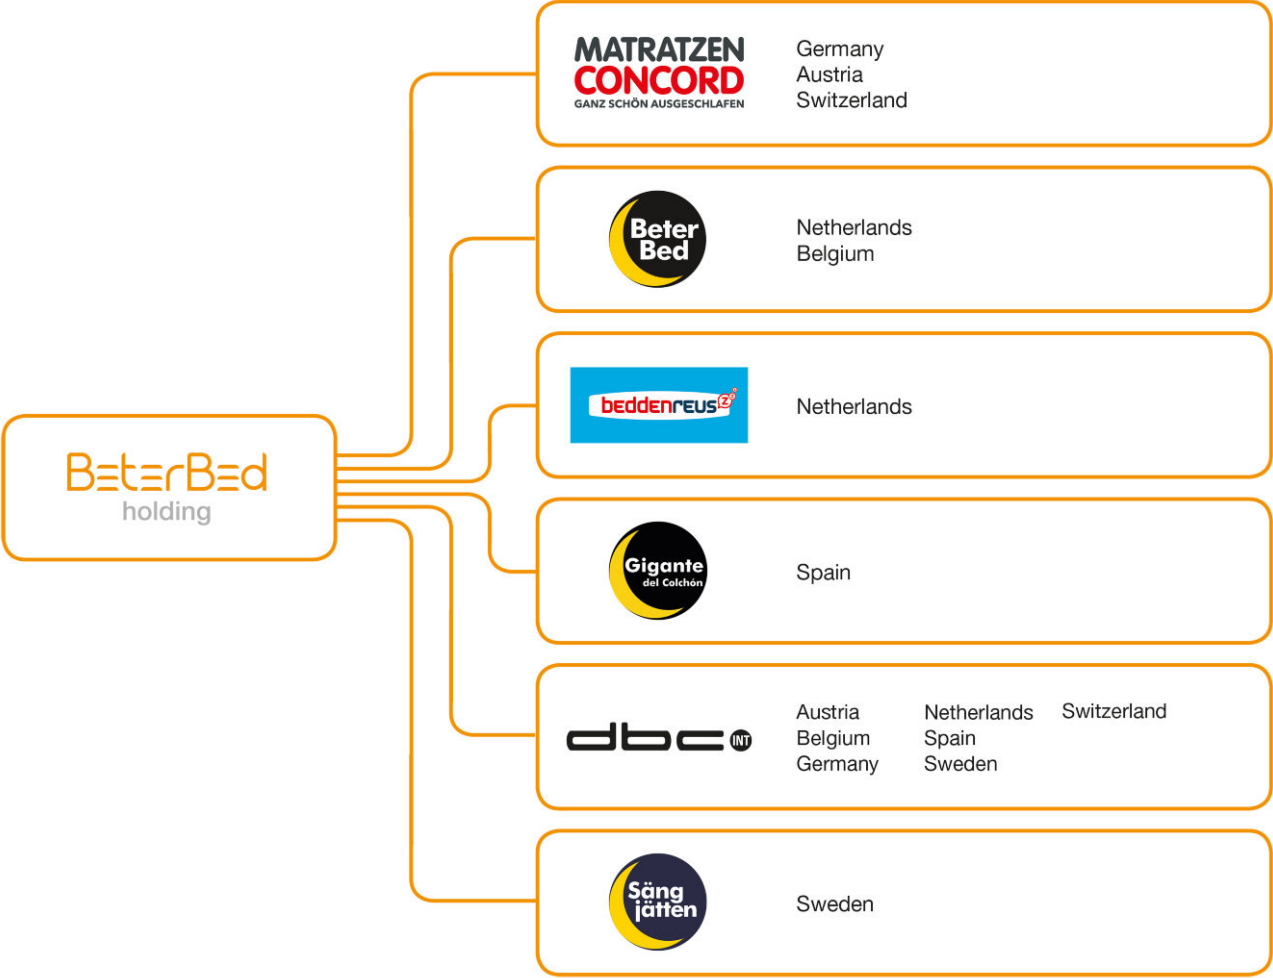 BeterBed
holding
MATRATZEN
CONCORD
GANZ SCHÖN AUSGESCHLAFEN
Germany
Austria
Switzerland
Beter
Bed
Netherlands
Belgium
beddenreus zzz
Netherlands
Gigante
del Colchón
Spain
dbc INT
Austria
Belgium
Germany
Netherlands
Spain
Sweden
Switzerland
Säng
jätten
Sweden